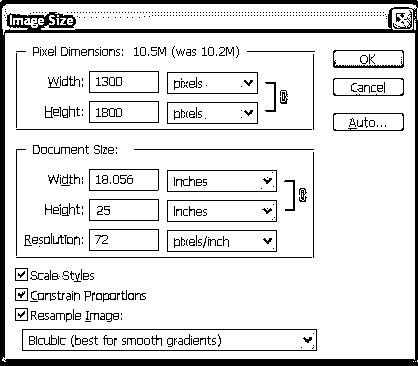 Image Size
Pixel Dimensions: 10.5M (was 10.2M)
Width: 1300 pixels
Height: 1800 pixels
OK
Cancel
Auto...
Document Size:
Width: 18.056 inches
Height: 25 inches
Resolution: 72 pixels/inch
Scale Styles
Constrain Proportions
Resample Image:
Bicubic (best for smooth gradients)